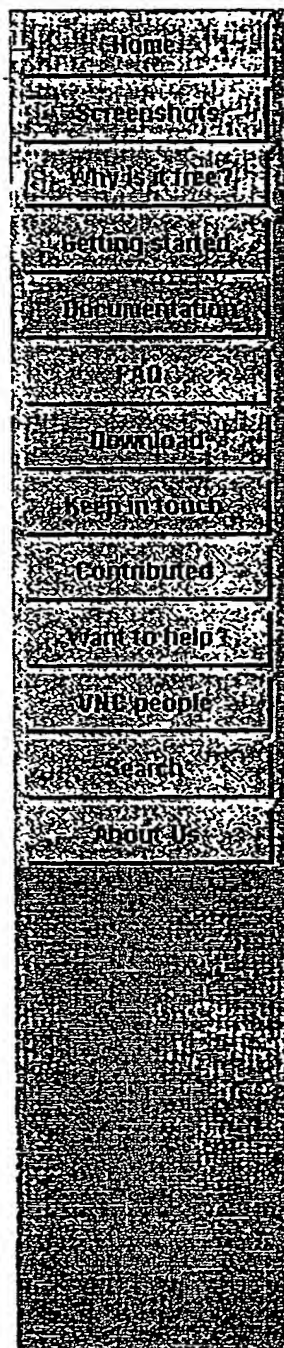 Home
Screenshots
Why is it free?
Getting started
Documentation
FAQ
Download
Keep in touch
Contributed
Want to help?
VNC people
Search
About Us